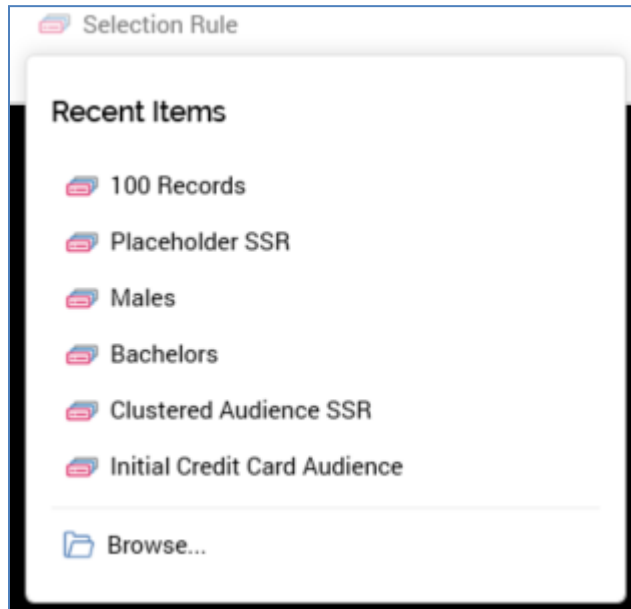 Selection Rule
Recent Items
100 Records
Placeholder SSR
Males
Bachelors
Clustered Audience SSR
Initial Credit Card Audience
Browse...